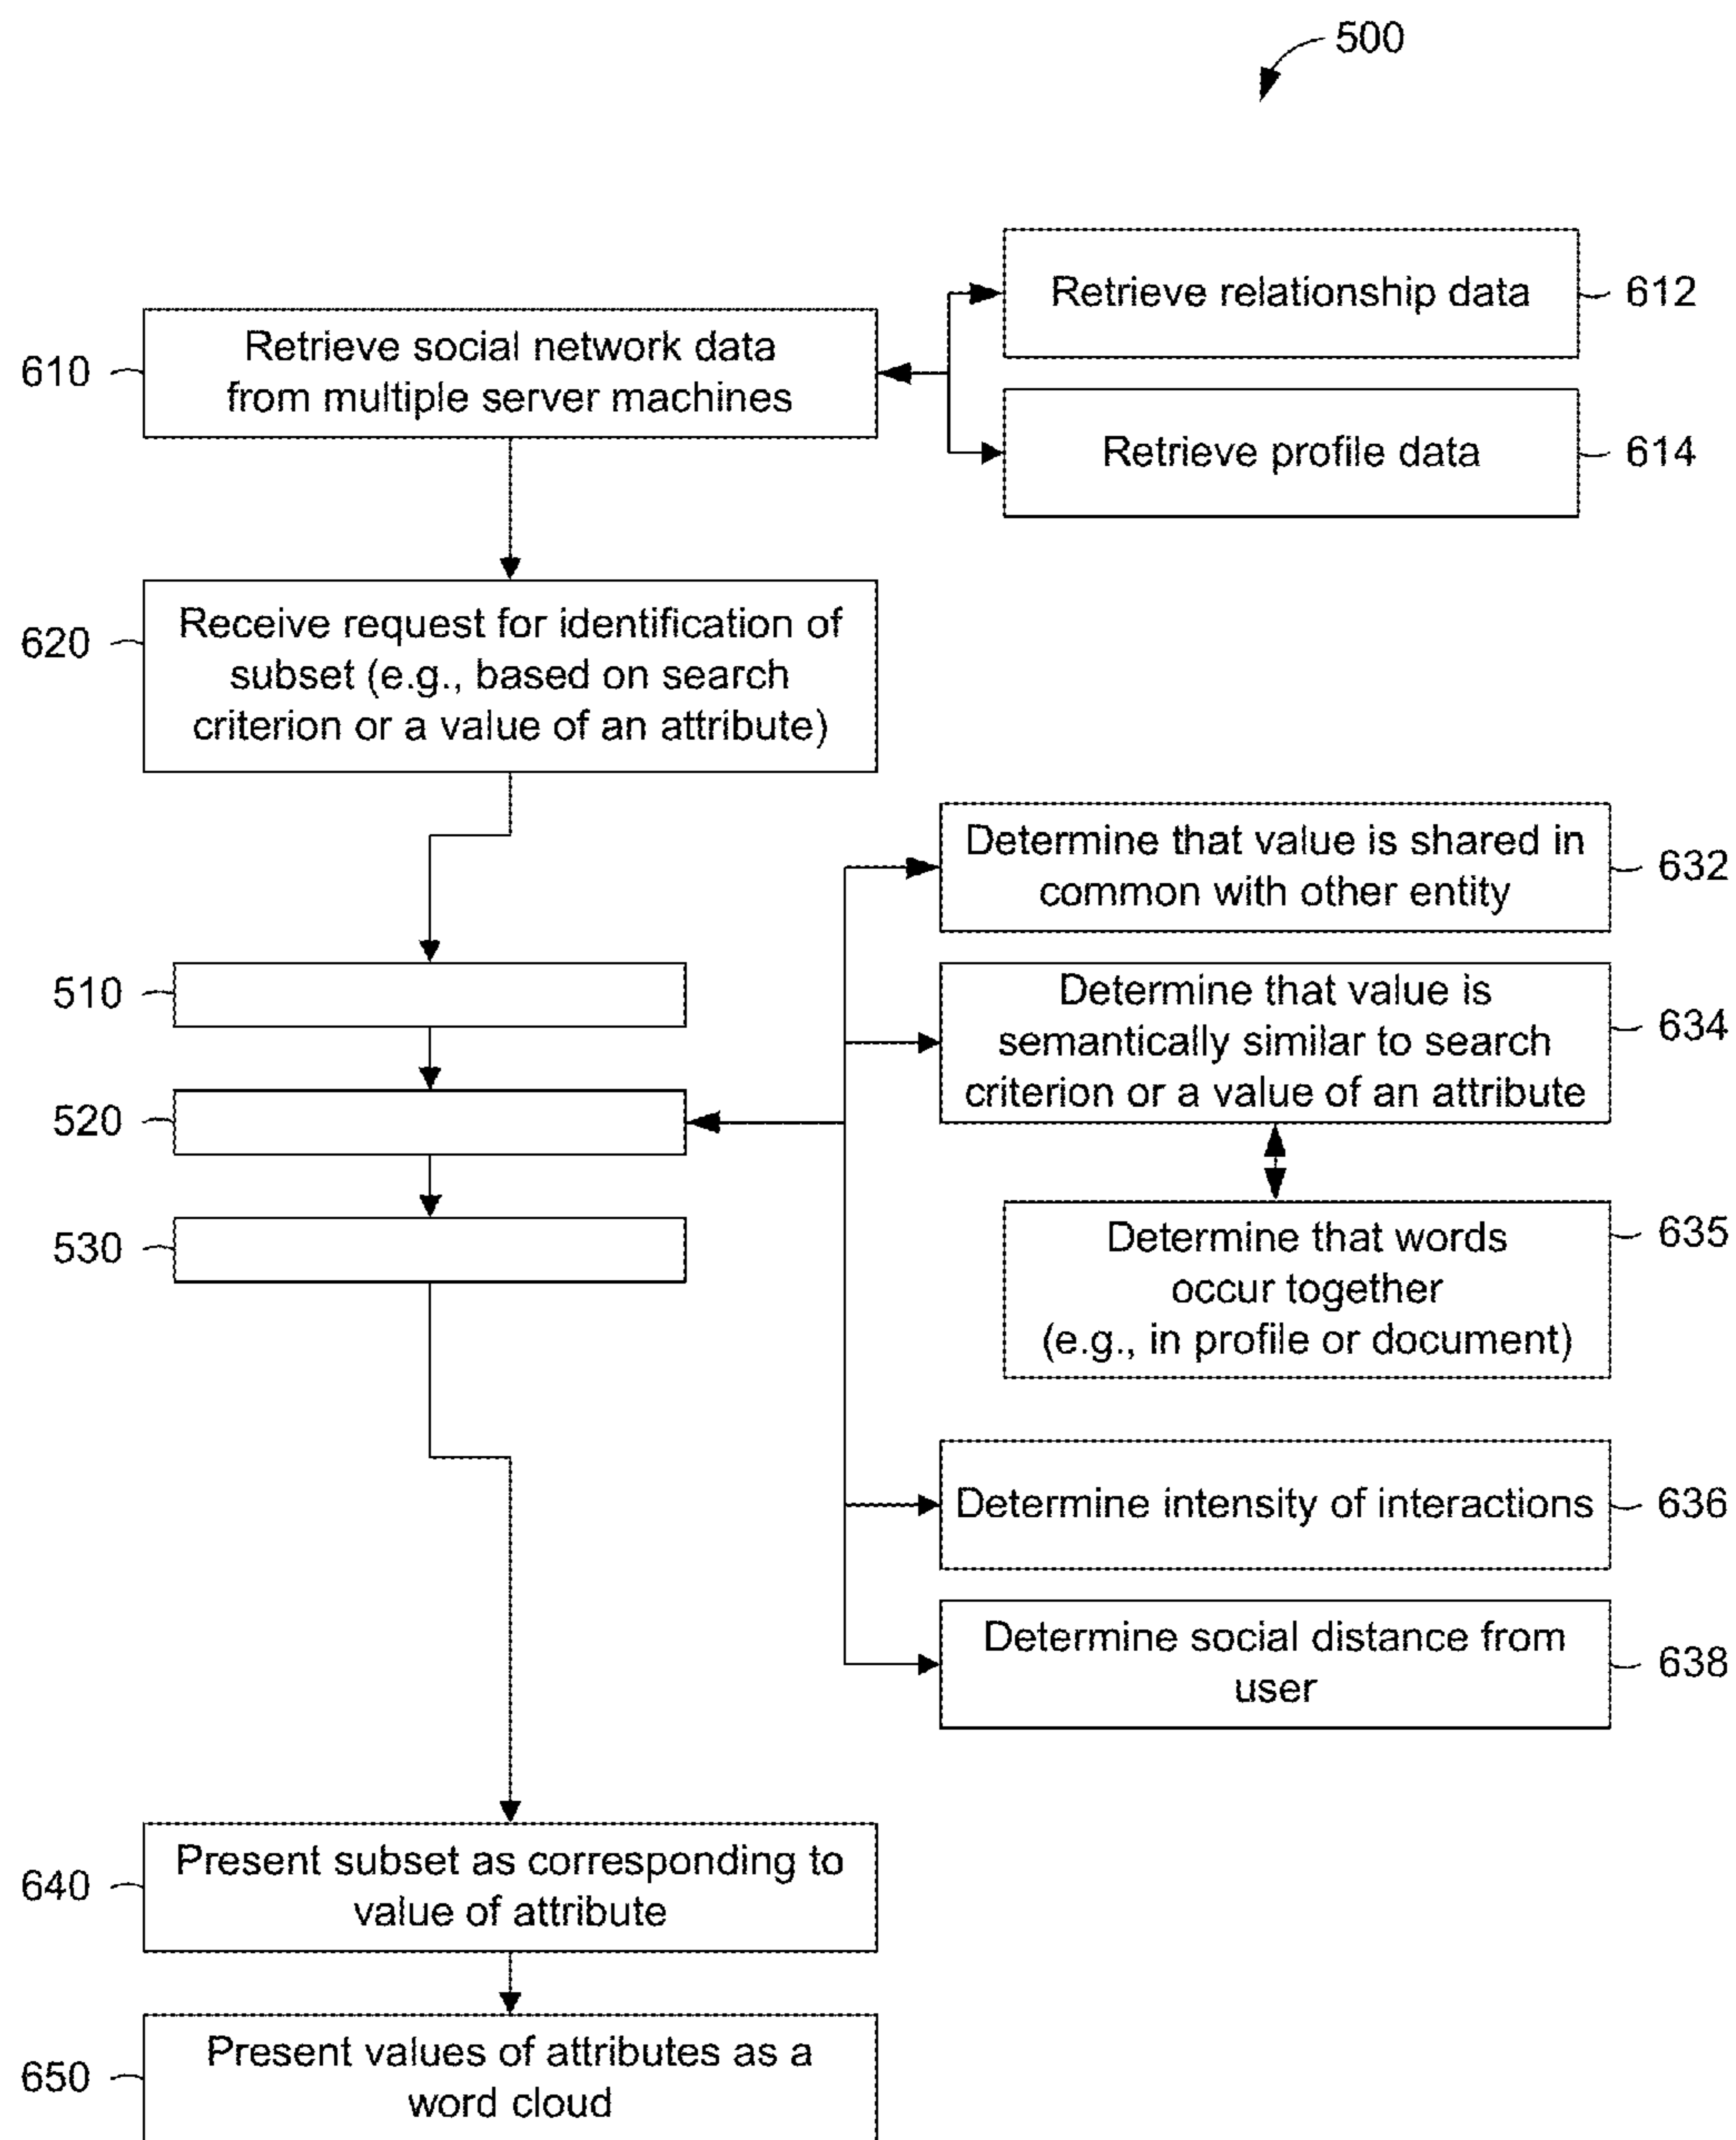 500
610
Retrieve social network data
from multiple server machines
Retrieve relationship data
612
Retrieve profile data
614
620
Receive request for identification of
subset (e.g., based on search
criterion or a value of an attribute)
510
520
530
Determine that value is shared in
common with other entity
632
Determine that value is
semantically similar to search
criterion or a value of an attribute
634
Determine that words
occur together
(e.g., in profile or document)
635
Determine intensity of interactions
636
Determine social distance from
user
638
640
Present subset as corresponding to
value of attribute
650
Present values of attributes as a
word cloud